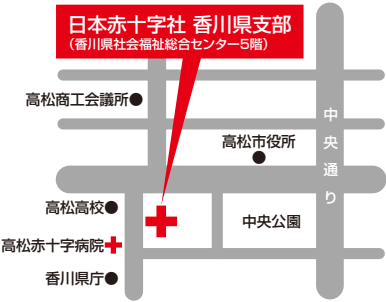 日本赤十字社 香川県支部
（香川県社会福祉総合センター5階）
高松商工会議所
中央通り
高松市役所
高松高校
中央公園
高松赤十字病院
香川県庁